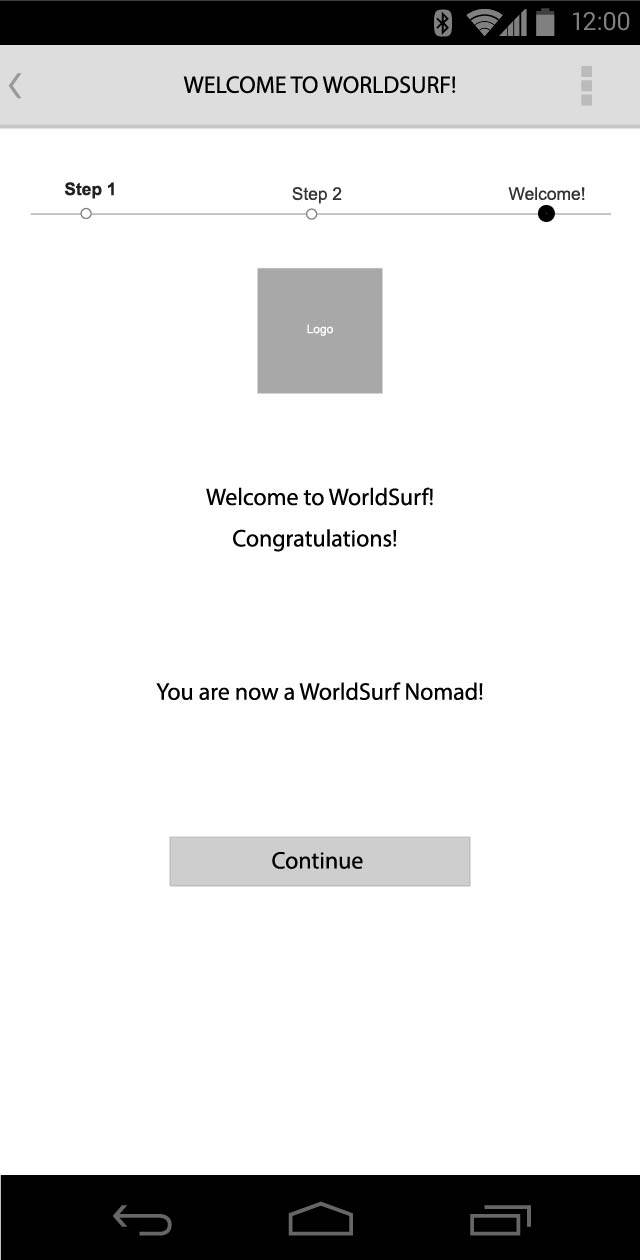 12:00
WELCOME TO WORLDSURF!
Step 1
Step 2
Welcome!
Logo
Welcome to WorldSurf!
Congratulations!
You are now a WorldSurf Nomad!
Continue